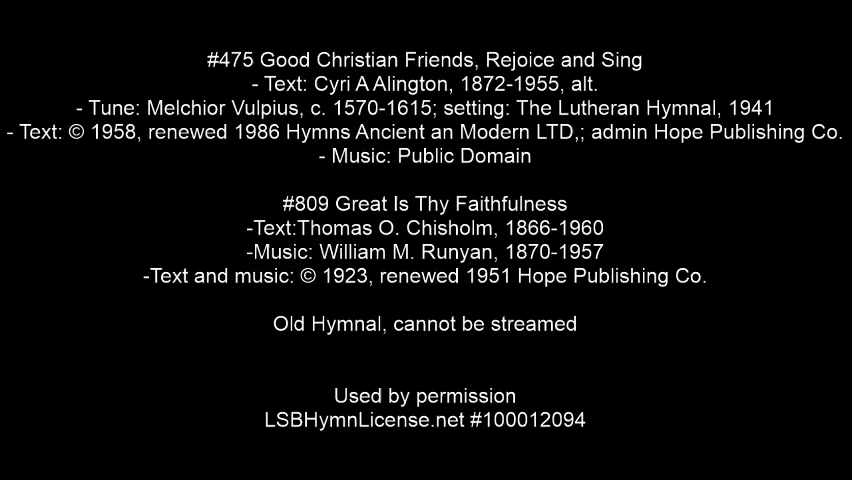 #475 Good Christian Friends, Rejoice and Sing
- Text: Cyri A Alington, 1872-1955, alt.
- Tune: Melchior Vulpius, c. 1570-1615; setting: The Lutheran Hymnal, 1941
- Text: © 1958, renewed 1986 Hymns Ancient an Modern LTD,; admin Hope Publishing Co.
- Music: Public Domain
#809 Great Is Thy Faithfulness
-Text:Thomas O. Chisholm, 1866-1960
-Music: William M. Runyan, 1870-1957
-Text and music: © 1923, renewed 1951 Hope Publishing Co.
Old Hymnal, cannot be streamed
Used by permission
LSBHymnLicense.net #100012094